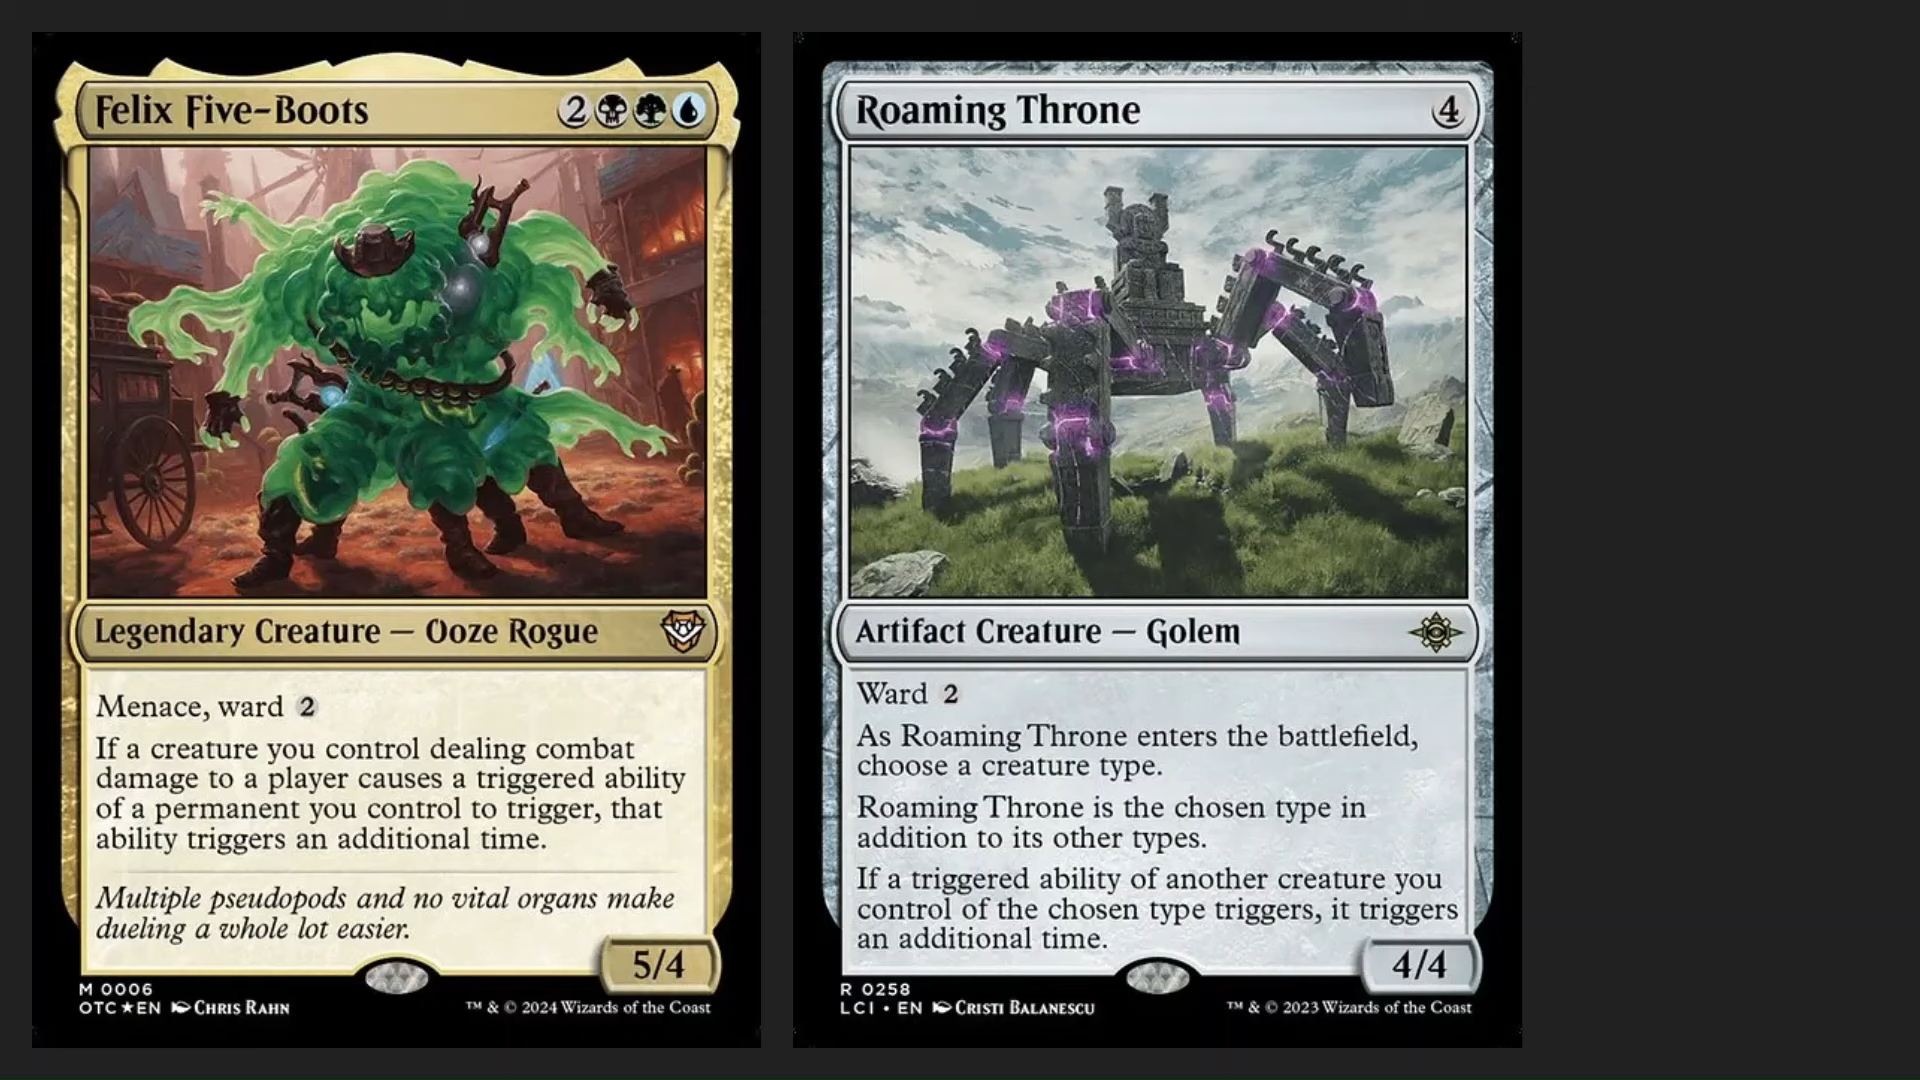 Felix Five-Boots
2
Legendary Creature — Ooze Rogue
Menace, ward 2
If a creature you control dealing combat
damage to a player causes a triggered ability
of a permanent you control to trigger, that
ability triggers an additional time.
Multiple pseudopods and no vital organs make
dueling a whole lot easier.
5/4
M 0006
OTC★EN Chris Rahn
™ & © 2024 Wizards of the Coast
Roaming Throne
4
Artifact Creature — Golem
Ward 2
As Roaming Throne enters the battlefield,
choose a creature type.
Roaming Throne is the chosen type in
addition to its other types.
If a triggered ability of another creature you
control of the chosen type triggers, it triggers
an additional time.
4/4
R 0258
LCI • EN Cristi Balanescu
™ & © 2023 Wizards of the Coast